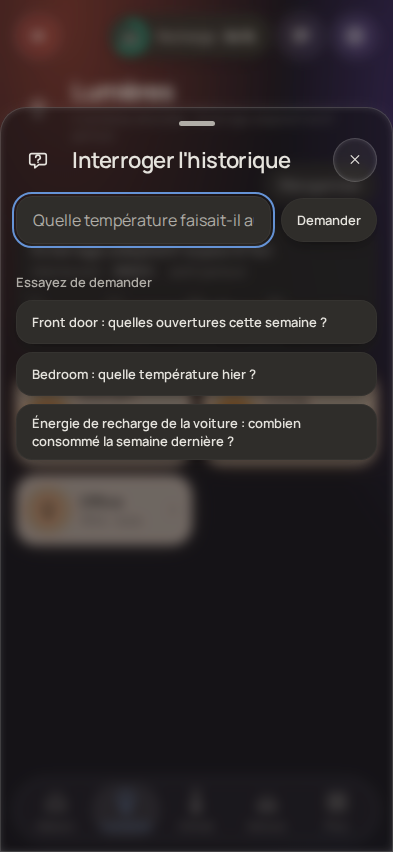 Lumières
Interroger l'historique
Quelle température faisait-il a
Demander
Essayez de demander
Front door : quelles ouvertures cette semaine ?
Bedroom : quelle température hier ?
Énergie de recharge de la voiture : combien
consommé la semaine dernière ?